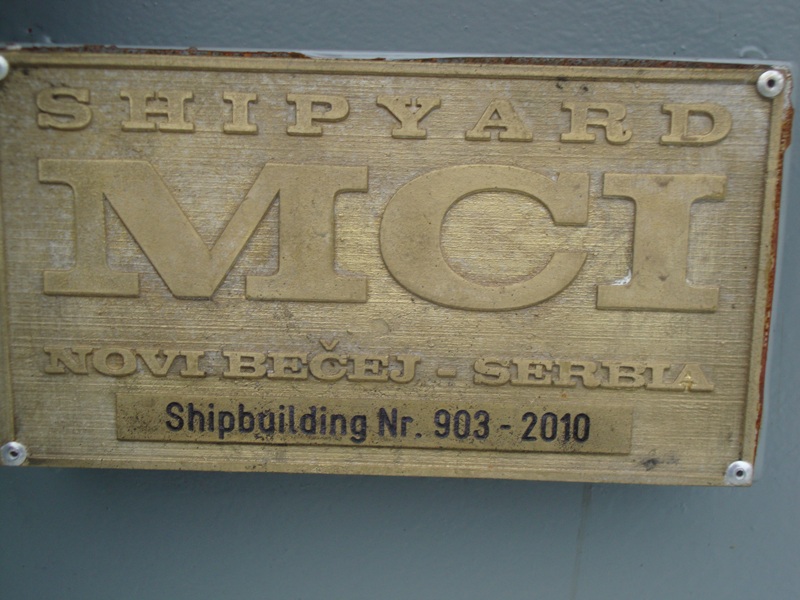 SHIPYARD
MCI
NOVI BEČEJ - SERBIA
Shipbuilding Nr. 903 - 2010